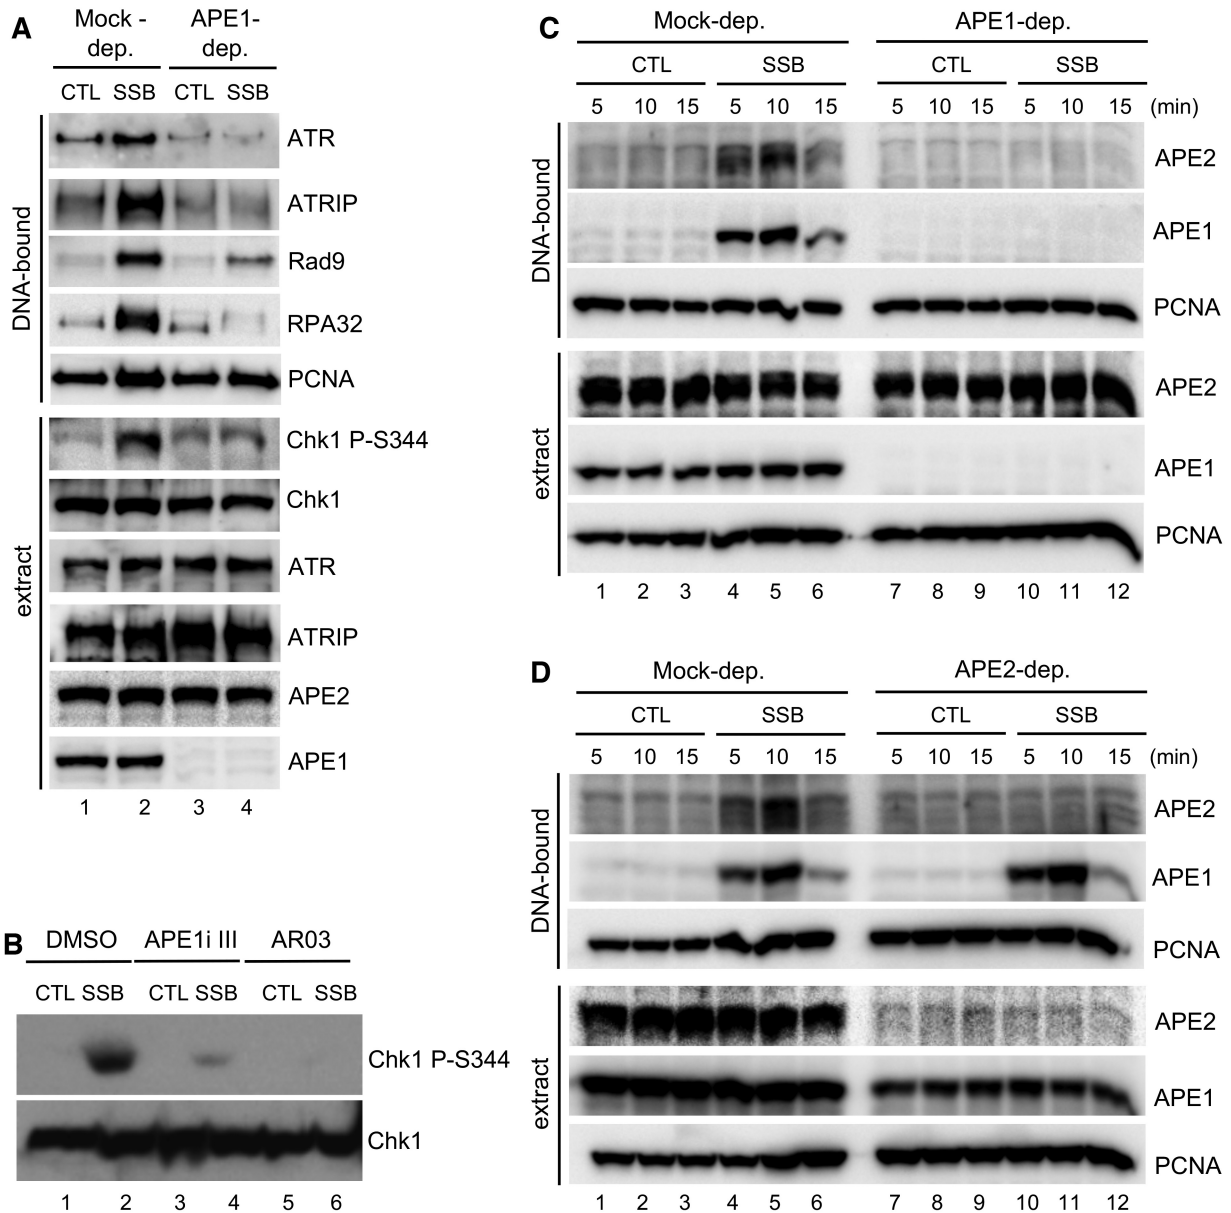 A
Mock - dep.
APE1- dep.
CTL SSB CTL SSB
DNA-bound
ATR
ATRIP
Rad9
RPA32
PCNA
extract
Chk1 P-S344
Chk1
ATR
ATRIP
APE2
APE1
1 2 3 4
B
DMSO APE1i III AR03
CTL SSB CTL SSB CTL SSB
Chk1 P-S344
Chk1
1 2 3 4 5 6
C
Mock-dep. APE1-dep.
CTL SSB CTL SSB
5 10 15 5 10 15 5 10 15 5 10 15 (min)
DNA-bound
APE2
APE1
PCNA
extract
APE2
APE1
PCNA
1 2 3 4 5 6 7 8 9 10 11 12
D
Mock-dep. APE2-dep.
CTL SSB CTL SSB
5 10 15 5 10 15 5 10 15 5 10 15 (min)
DNA-bound
APE2
APE1
PCNA
extract
APE2
APE1
PCNA
1 2 3 4 5 6 7 8 9 10 11 12